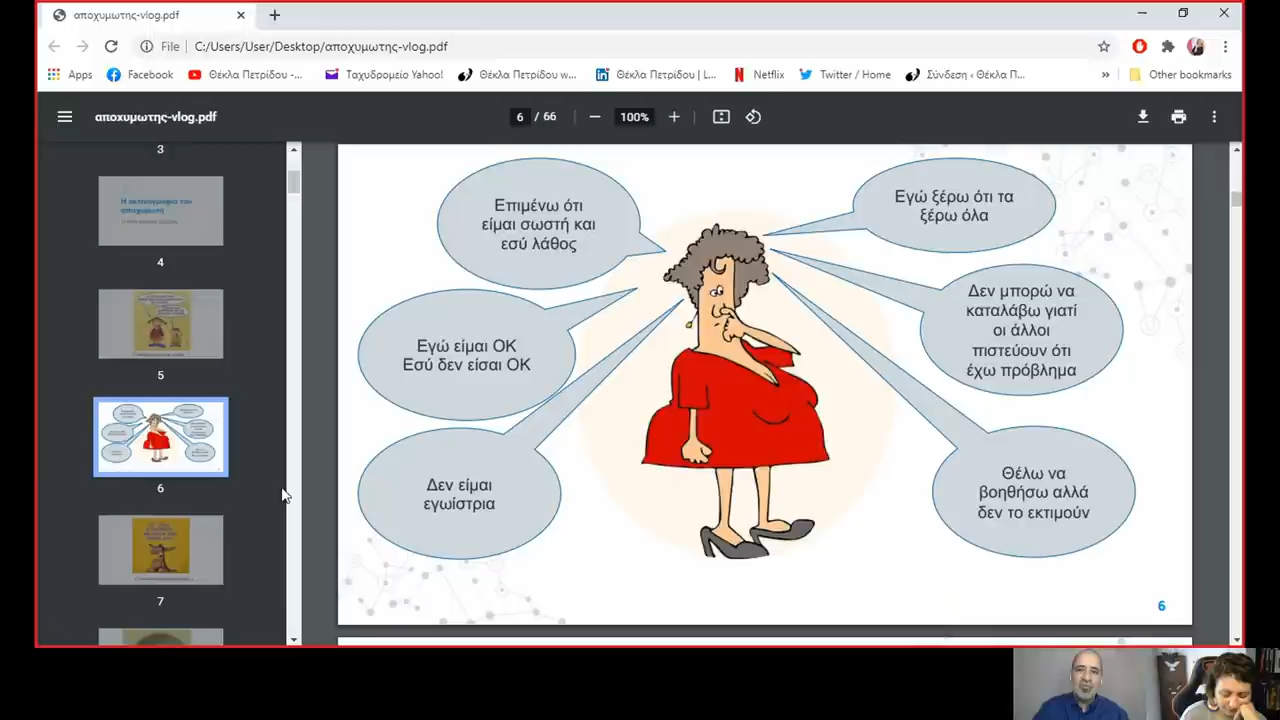 αποχυμωτης-vlog.pdf
File
C:/Users/User/Desktop/αποχυμωτης-vlog.pdf
Apps
Facebook
Θέκλα Πετρίδου -...
Ταχυδρομείο Yahoo!
Θέκλα Πετρίδου w...
Θέκλα Πετρίδου | L...
Netflix
Twitter / Home
Σύνδεση ‹ Θέκλα Π...
»
Other bookmarks
αποχυμωτης-vlog.pdf
6 / 66
100%
3
4
5
6
7
Επιμένω ότι
είμαι σωστή και
εσύ λάθος
Εγώ ξέρω ότι τα
ξέρω όλα
Εγώ είμαι ΟΚ
Εσύ δεν είσαι ΟΚ
Δεν μπορώ να
καταλάβω γιατί
οι άλλοι
πιστεύουν ότι
έχω πρόβλημα
Δεν είμαι
εγωίστρια
Θέλω να
βοηθήσω αλλά
δεν το εκτιμούν
6